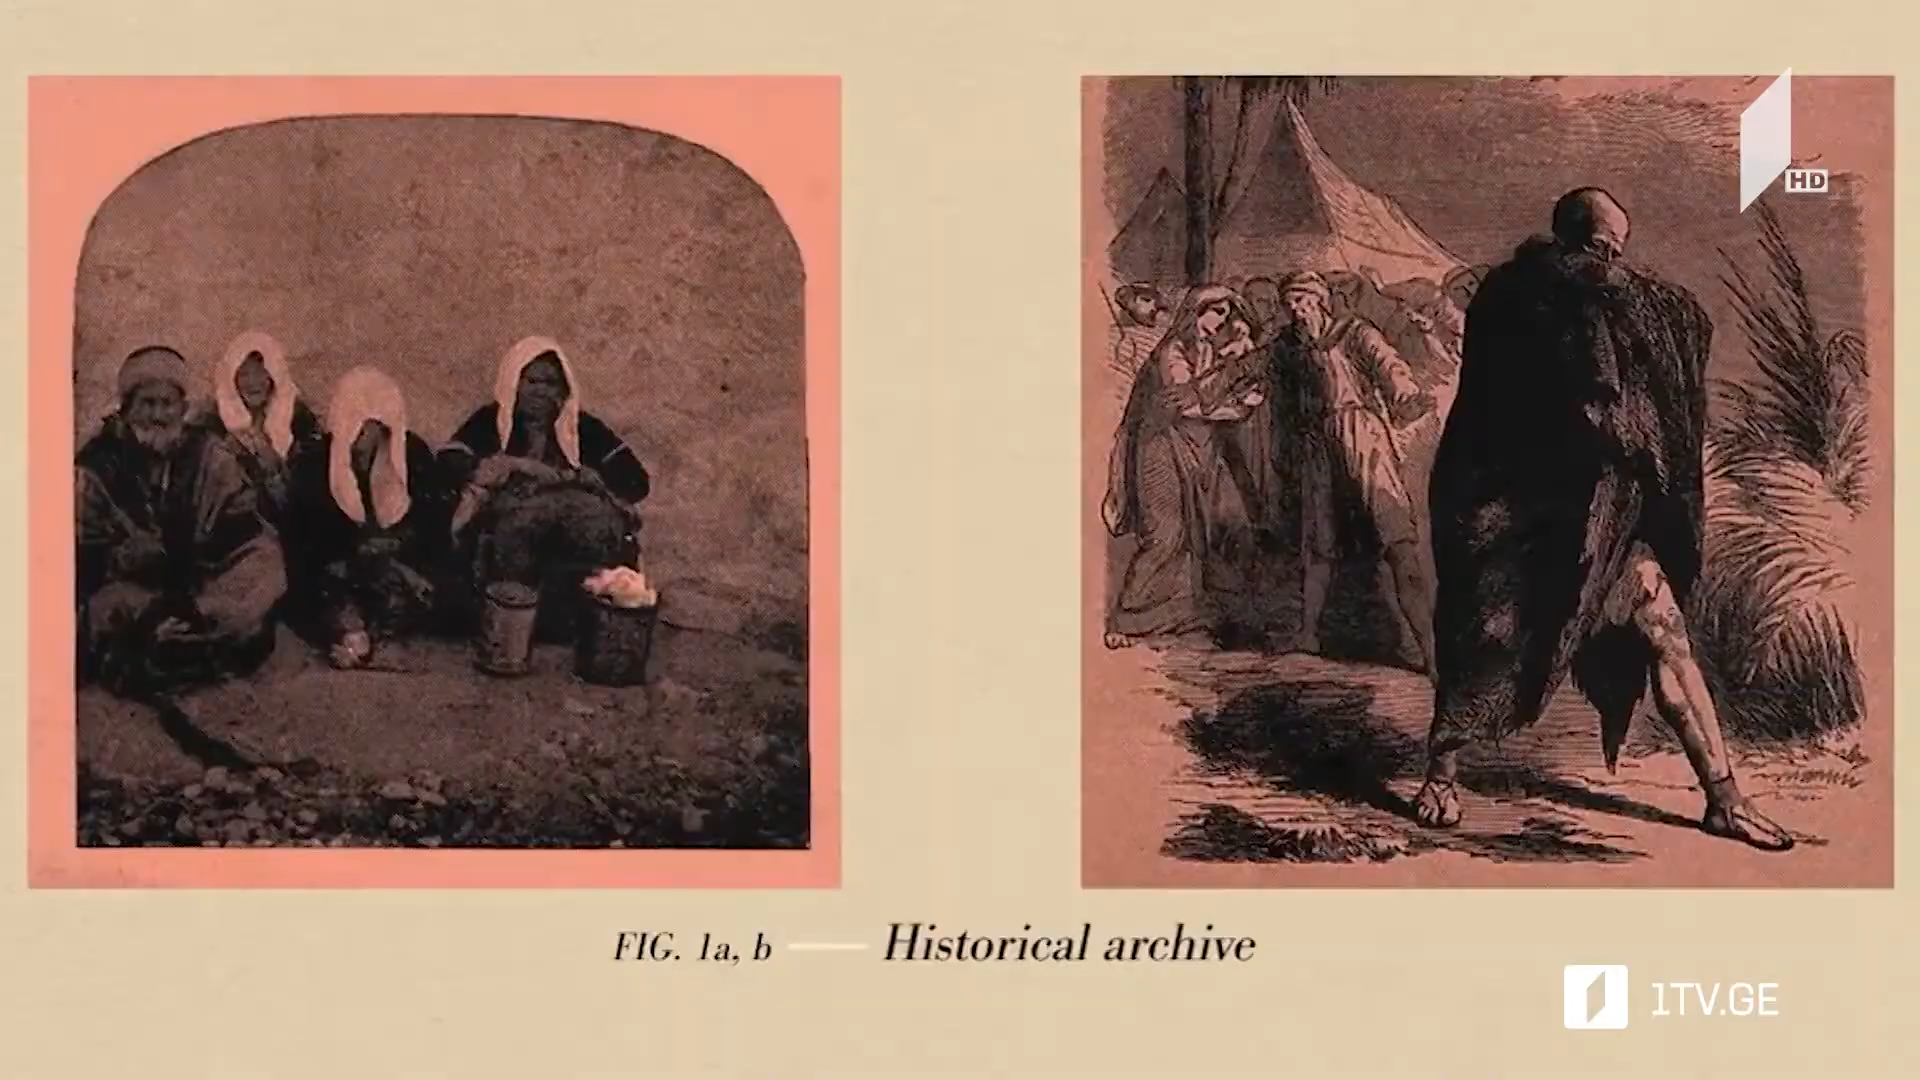 HD
FIG. 1a, b — Historical archive
1TV.GE